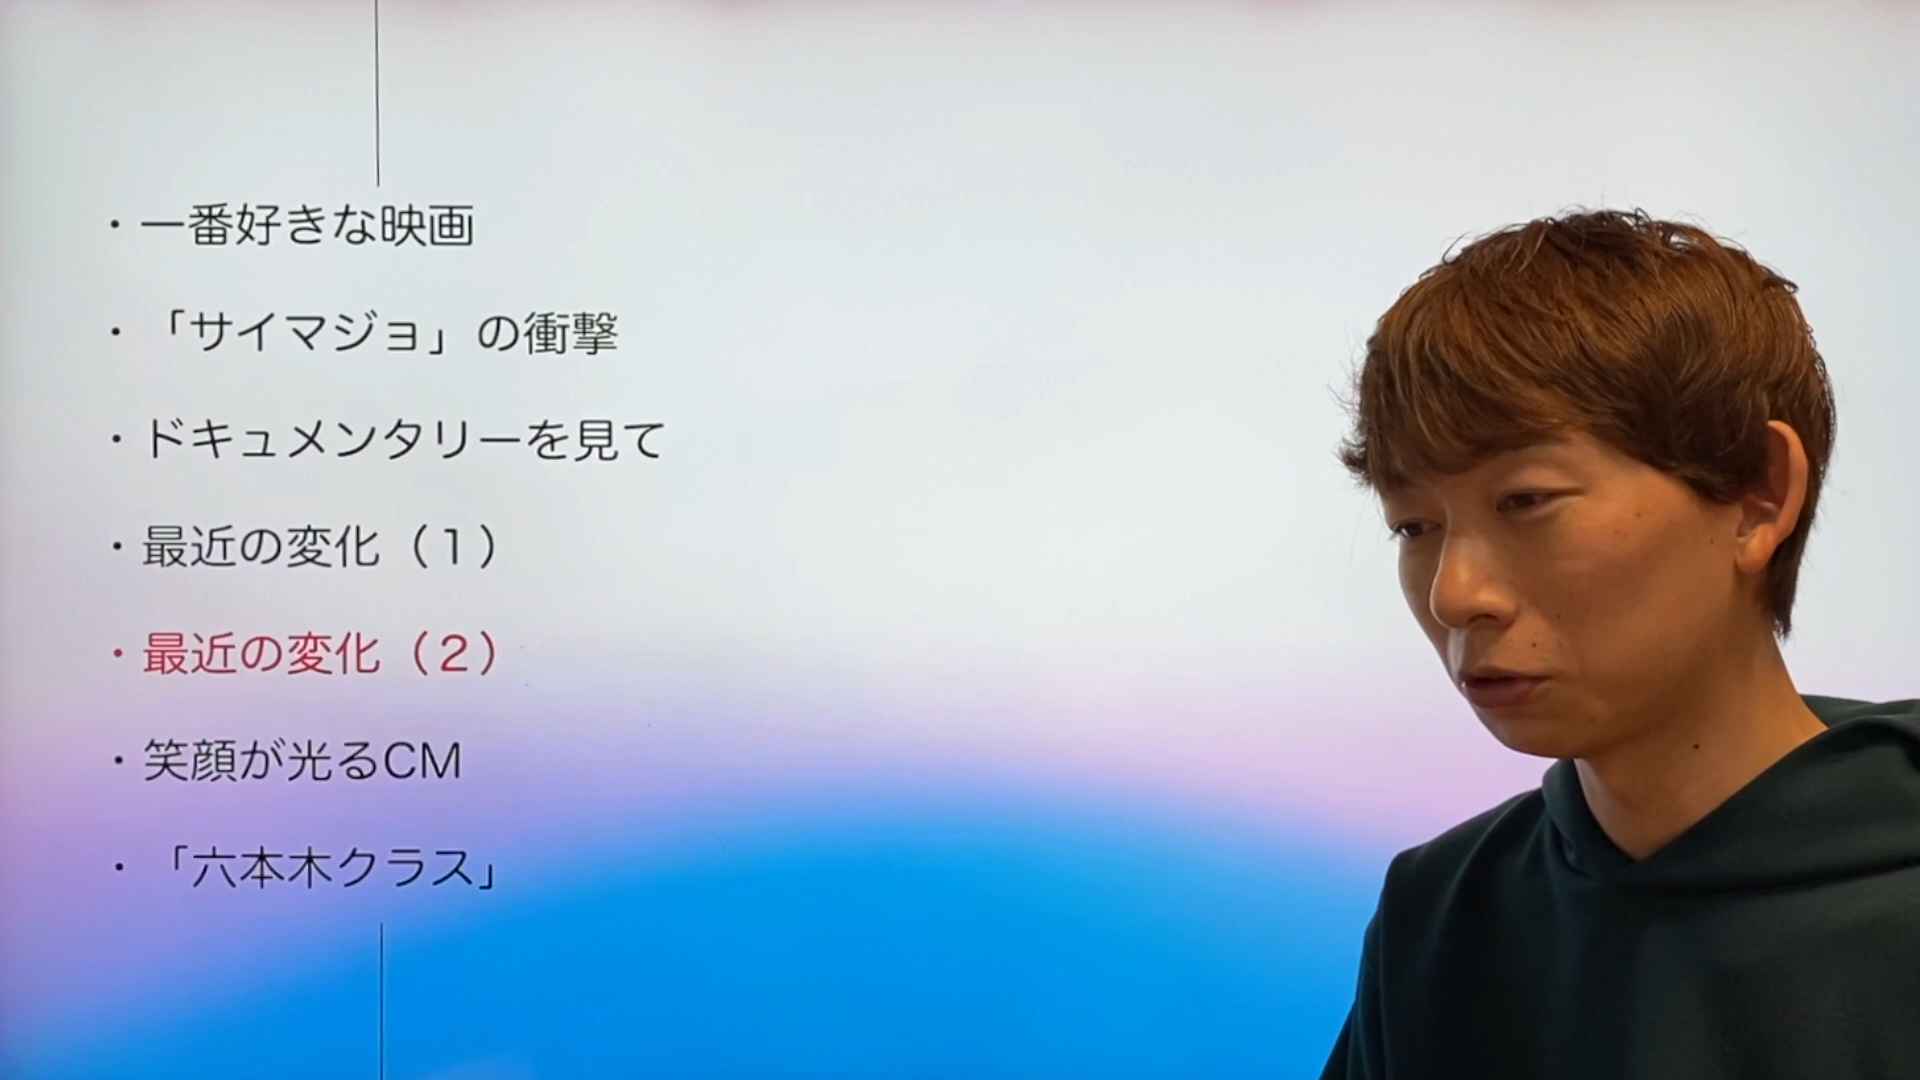 ・一番好きな映画
・「サイマジョ」の衝撃
・ドキュメンタリーを見て
・最近の変化（１）
・最近の変化（２）
・笑顔が光るCM
・「六本木クラス」